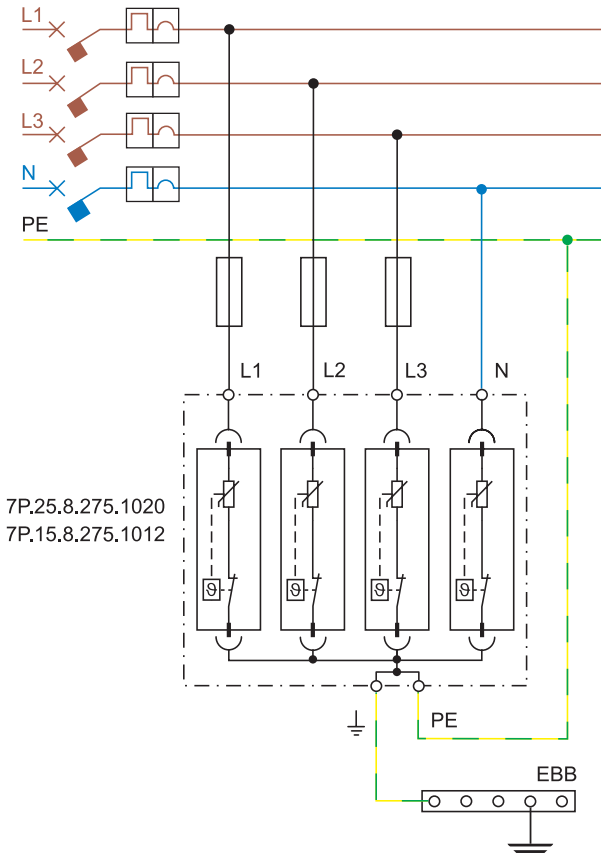 L1
L2
L3
N
PE
L1 L2 L3 N
7P.25.8.275.1020
7P.15.8.275.1012
ϑ ϑ ϑ ϑ
PE
EBB